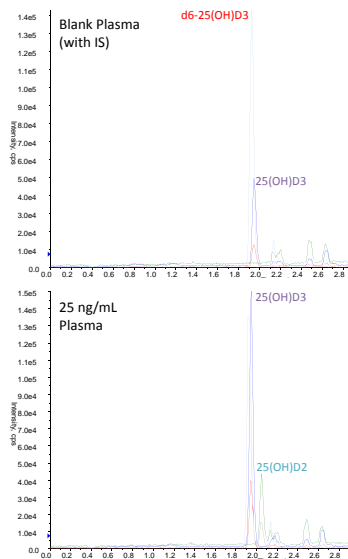 d6-25(OH)D3
Blank Plasma
(with IS)
25(OH)D3
Intensity, cps
1.4e5
1.3e5
1.2e5
1.1e5
1.0e5
9.0e4
8.0e4
7.0e4
6.0e4
5.0e4
4.0e4
3.0e4
2.0e4
1.0e4
0.0
0.2 0.4 0.6 0.8 1.0 1.2 1.4 1.6 1.8 2.0 2.2 2.4 2.6 2.8
25(OH)D3
25 ng/mL
Plasma
25(OH)D2
Intensity, cps
1.5e5
1.4e5
1.3e5
1.2e5
1.1e5
1.0e5
9.0e4
8.0e4
7.0e4
6.0e4
5.0e4
4.0e4
3.0e4
2.0e4
1.0e4
0.0
0.2 0.4 0.6 0.8 1.0 1.2 1.4 1.6 1.8 2.0 2.2 2.4 2.6 2.8